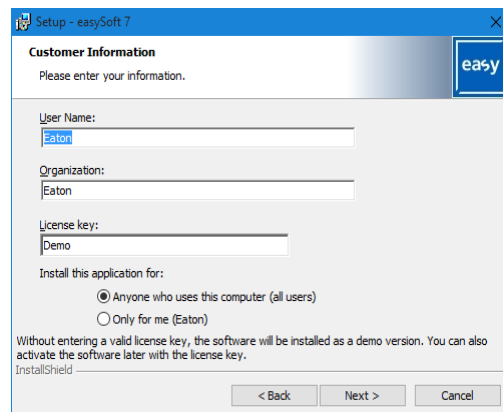 Setup - easySoft 7
Customer Information
Please enter your information.
easy
User Name:
Eaton
Organization:
Eaton
License key:
Demo
Install this application for:
Anyone who uses this computer (all users)
Only for me (Eaton)
Without entering a valid license key, the software will be installed as a demo version. You can also
activate the software later with the license key.
InstallShield
< Back Next > Cancel